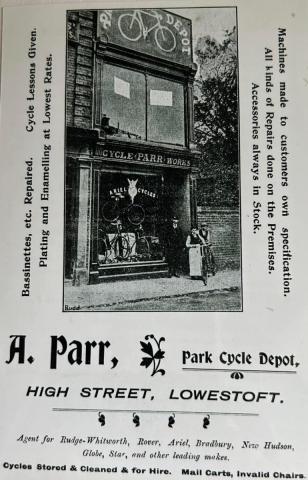 Bassinettes, etc. Repaired. Cycle Lessons Given.
Plating and Enamelling at Lowest Rates.
PARK DEPOT
CYCLE PARR WORKS
ARIEL CYCLES
Machines made to customers own specification.
All kinds of Repairs done on the Premises.
Accessories always in Stock.
A. Parr, Park Cycle Depot,
HIGH STREET, LOWESTOFT.
Agent for Rudge-Whitworth, Rover, Ariel, Bradbury, New Hudson,
Globe, Star, and other leading makes.
Cycles Stored & Cleaned & for Hire. Mail Carts, Invalid Chairs.